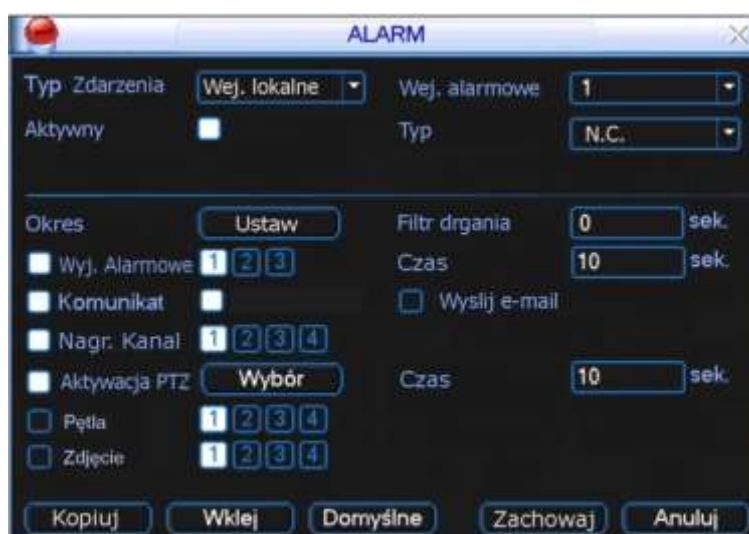 ALARM
Typ Zdarzenia Wej. lokalne Wej. alarmowe 1
Aktywny Typ N.C.
Okres Ustaw Filtr drgania 0 sek.
Wyj. Alarmowe 1 2 3 Czas 10 sek.
Komunikat Wyslij e-mail
Nagr. Kanal 1 2 3 4
Aktywacja PTZ Wybór Czas 10 sek.
Pętla 1 2 3 4
Zdjęcie 1 2 3 4
Kopiuj Wklej Domyślne Zachowaj Anuluj